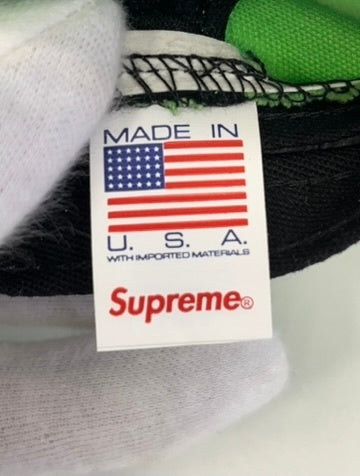 MADE IN
U. S. A.
WITH IMPORTED MATERIALS
Supreme®